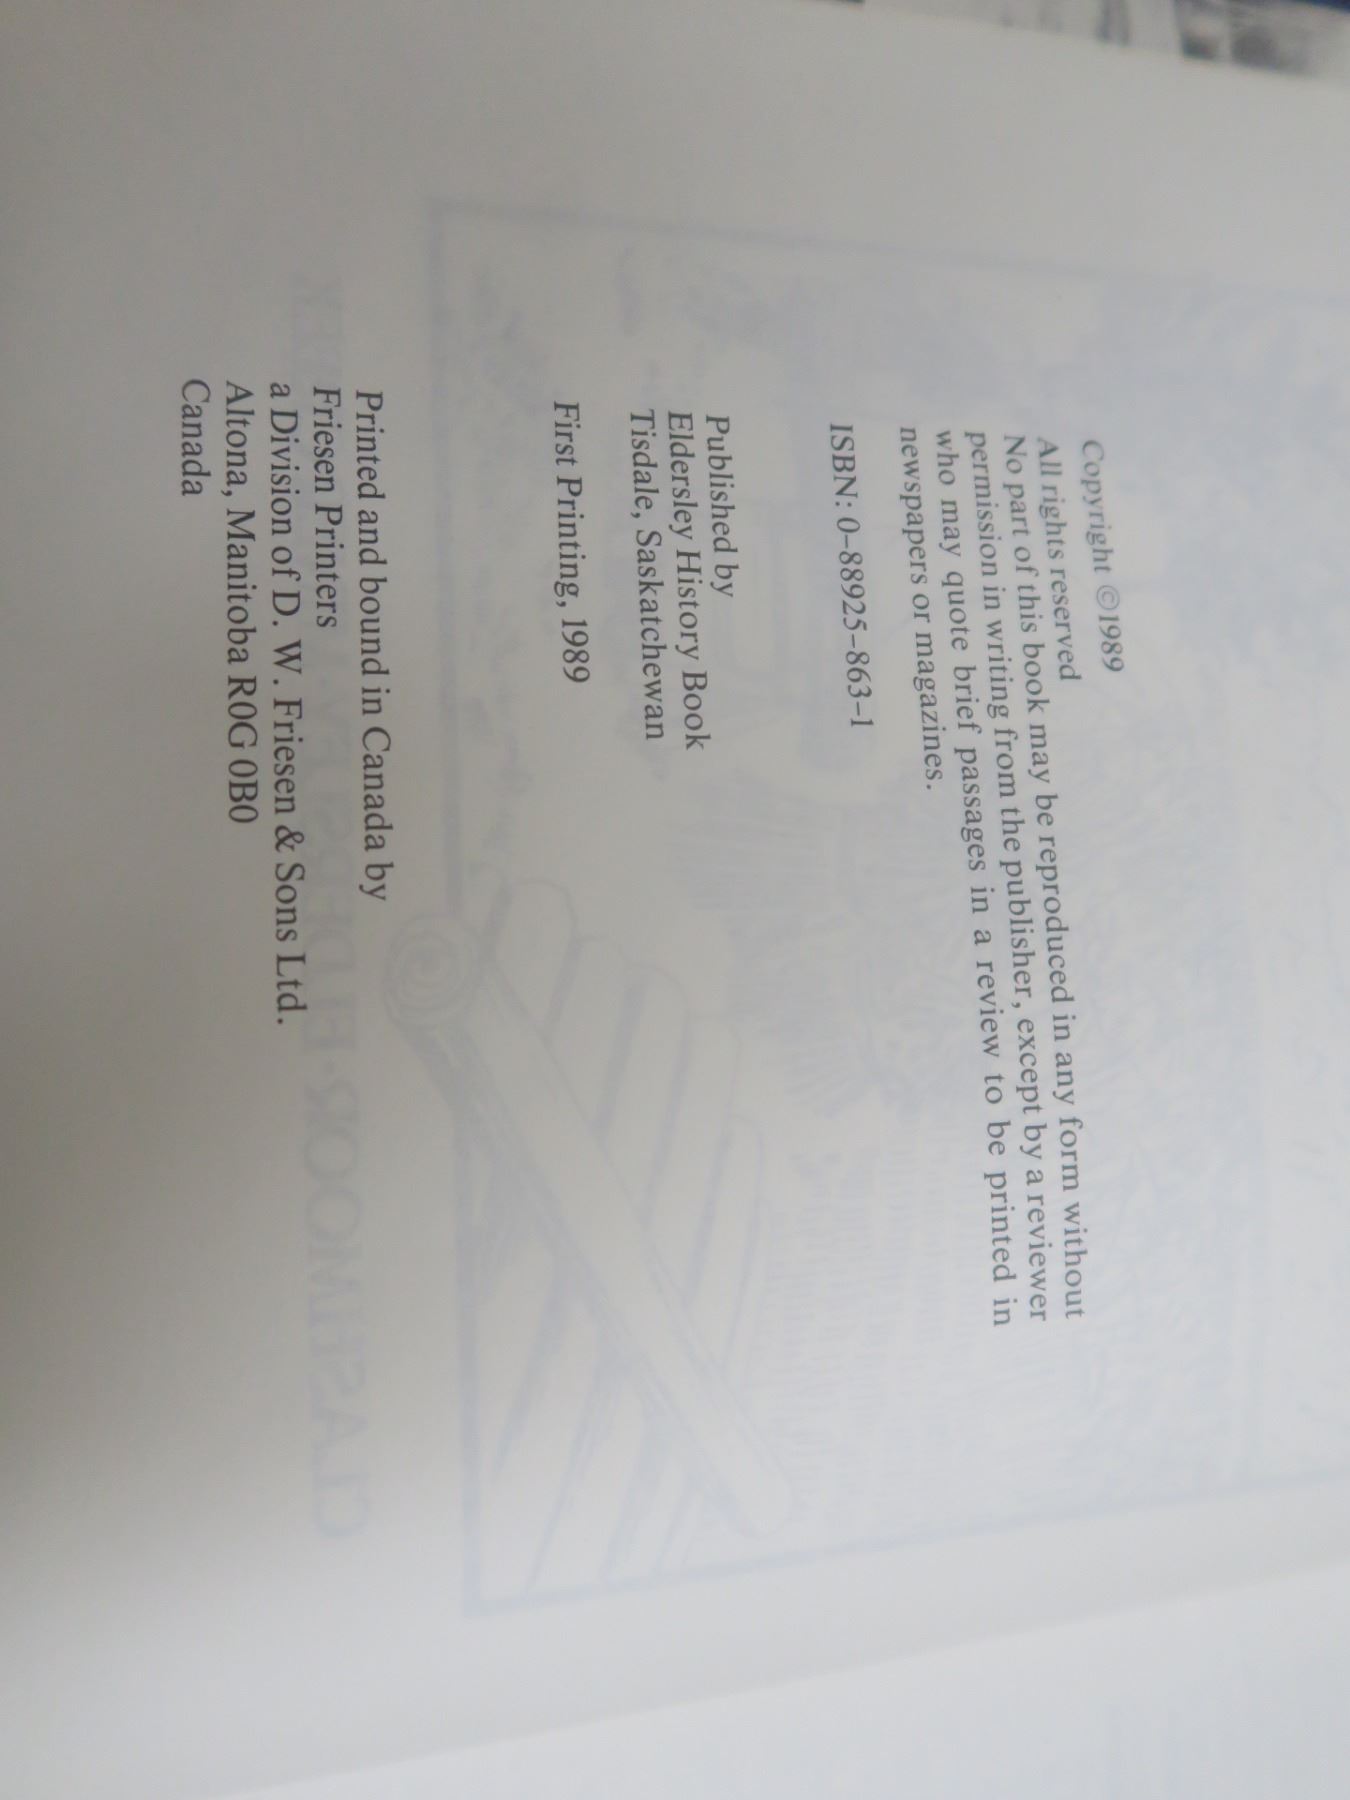 Copyright ©1989
All rights reserved
No part of this book may be reproduced in any form without
permission in writing from the publisher, except by a reviewer
who may quote brief passages in a review to be printed in
newspapers or magazines.
ISBN: 0-88925-863-1
Published by
Eldersley History Book
Tisdale, Saskatchewan
First Printing, 1989
Printed and bound in Canada by
Friesen Printers
a Division of D. W. Friesen & Sons Ltd.
Altona, Manitoba R0G 0B0
Canada